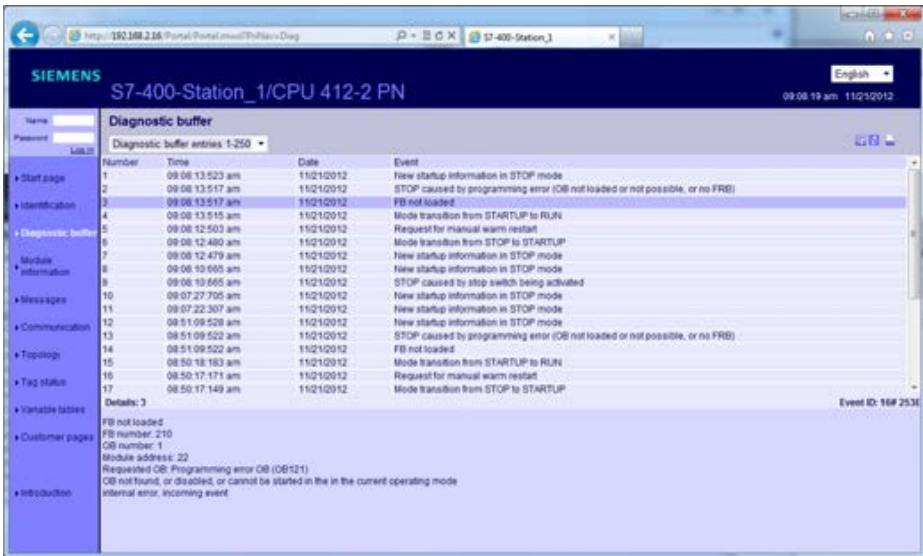 http://192.168.2.16/Portal/Portal.mwsl?PriNav=Diag
S7-400-Station_1
SIEMENS
English
S7-400-Station_1/CPU 412-2 PN
09:08:19 am 11/21/2012
Name
Password
Log in
Diagnostic buffer
Diagnostic buffer entries 1-250
Number Time Date Event
1 09:08:13:523 am 11/21/2012 New startup information in STOP mode
2 09:08:13:517 am 11/21/2012 STOP caused by programming error (OB not loaded or not possible, or no FRB)
3 09:08:13:517 am 11/21/2012 FB not loaded
4 09:08:13:515 am 11/21/2012 Mode transition from STARTUP to RUN
5 09:08:12:503 am 11/21/2012 Request for manual warm restart
6 09:08:12:480 am 11/21/2012 Mode transition from STOP to STARTUP
7 09:08:12:479 am 11/21/2012 New startup information in STOP mode
8 09:08:10:665 am 11/21/2012 New startup information in STOP mode
9 09:08:10:665 am 11/21/2012 STOP caused by stop switch being activated
10 09:07:27:705 am 11/21/2012 New startup information in STOP mode
11 09:07:22:307 am 11/21/2012 New startup information in STOP mode
12 08:51:09:528 am 11/21/2012 New startup information in STOP mode
13 08:51:09:522 am 11/21/2012 STOP caused by programming error (OB not loaded or not possible, or no FRB)
14 08:51:09:522 am 11/21/2012 FB not loaded
15 08:50:18:163 am 11/21/2012 Mode transition from STARTUP to RUN
16 08:50:17:171 am 11/21/2012 Request for manual warm restart
17 08:50:17:149 am 11/21/2012 Mode transition from STOP to STARTUP
Details: 3 Event ID: 16# 253
FB not loaded
FB number: 210
OB number: 1
Module address: 22
Requested OB: Programming error OB (OB121)
OB not found, or disabled, or cannot be started in the in the current operating mode
internal error, incoming event
Start page
Identification
Diagnostic buffer
Module information
Messages
Communication
Topology
Tag status
Variable tables
Customer pages
Introduction